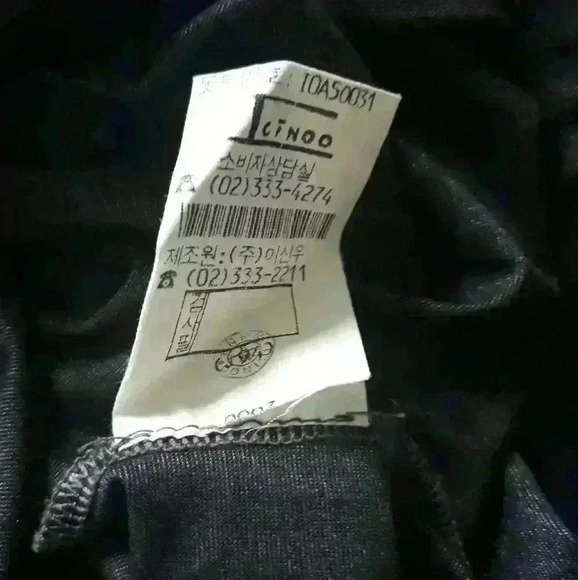 : IOA50031
CINOO
소비자상담실
☎ (02)333-4274
제조원:(주)이신우
☎ (02)333-2211
검사필